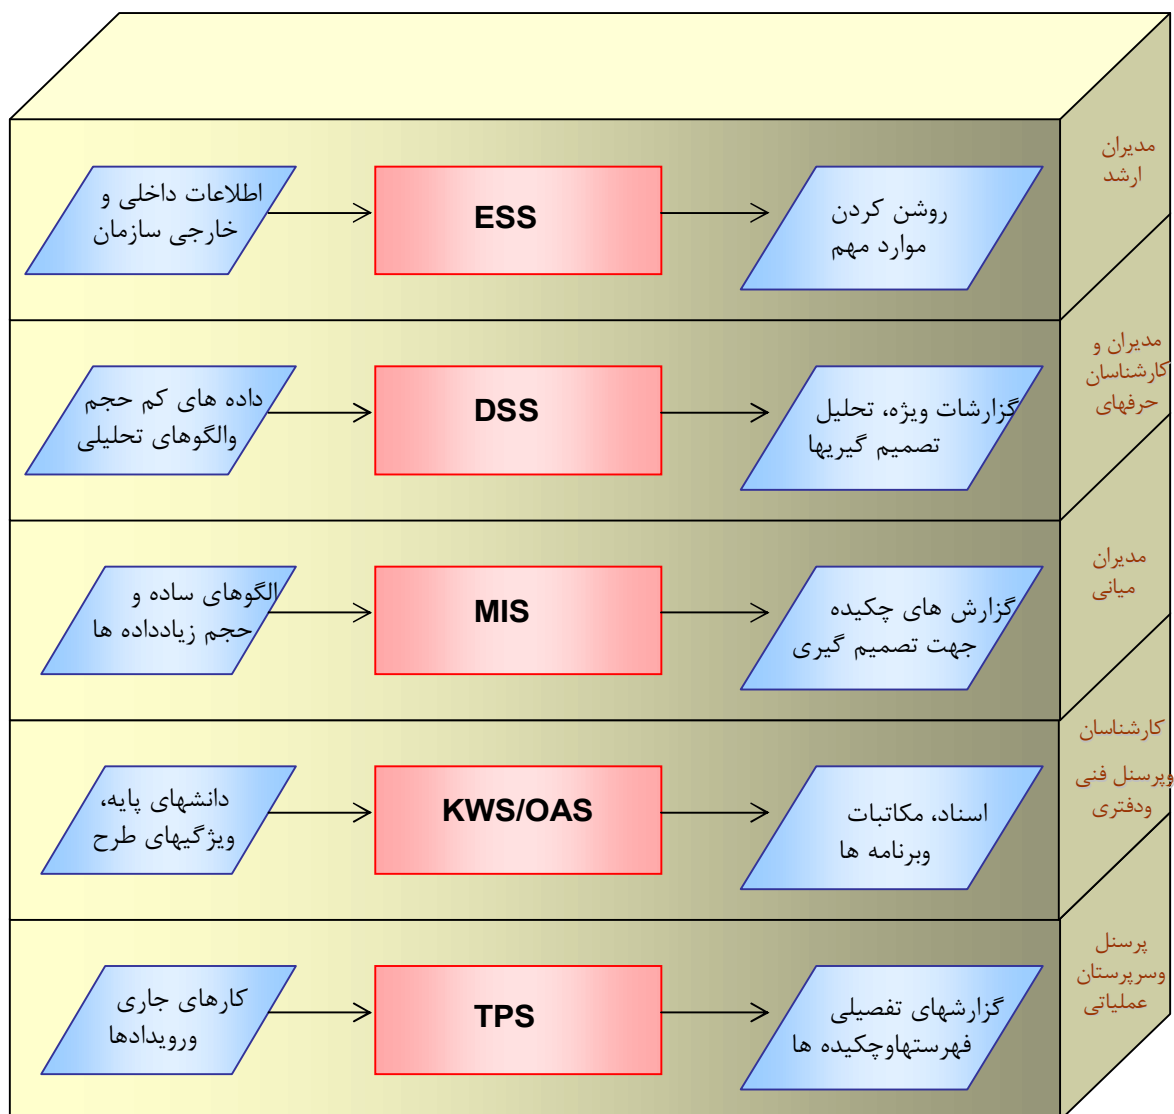 اطلاعات داخلی و
خارجی سازمان
ESS
روشن کردن
موارد مهم
مدیران
ارشد
داده های کم حجم
والگوهای تحلیلی
DSS
گزارشات ویژه، تحلیل
تصمیم گیریها
مدیران و
کارشناسان
حرفهای
الگوهای ساده و
حجم زیادداده ها
MIS
گزارش های چکیده
جهت تصمیم گیری
مدیران
میانی
دانشهای پایه،
ویژگیهای طرح
KWS/OAS
اسناد، مکاتبات
وبرنامه ها
کارشناسان
وپرسنل فنی
ودفتری
کارهای جاری
ورویدادها
TPS
گزارشهای تفصیلی
فهرستهاوچکیده ها
پرسنل
وسرپرستان
عملیاتی